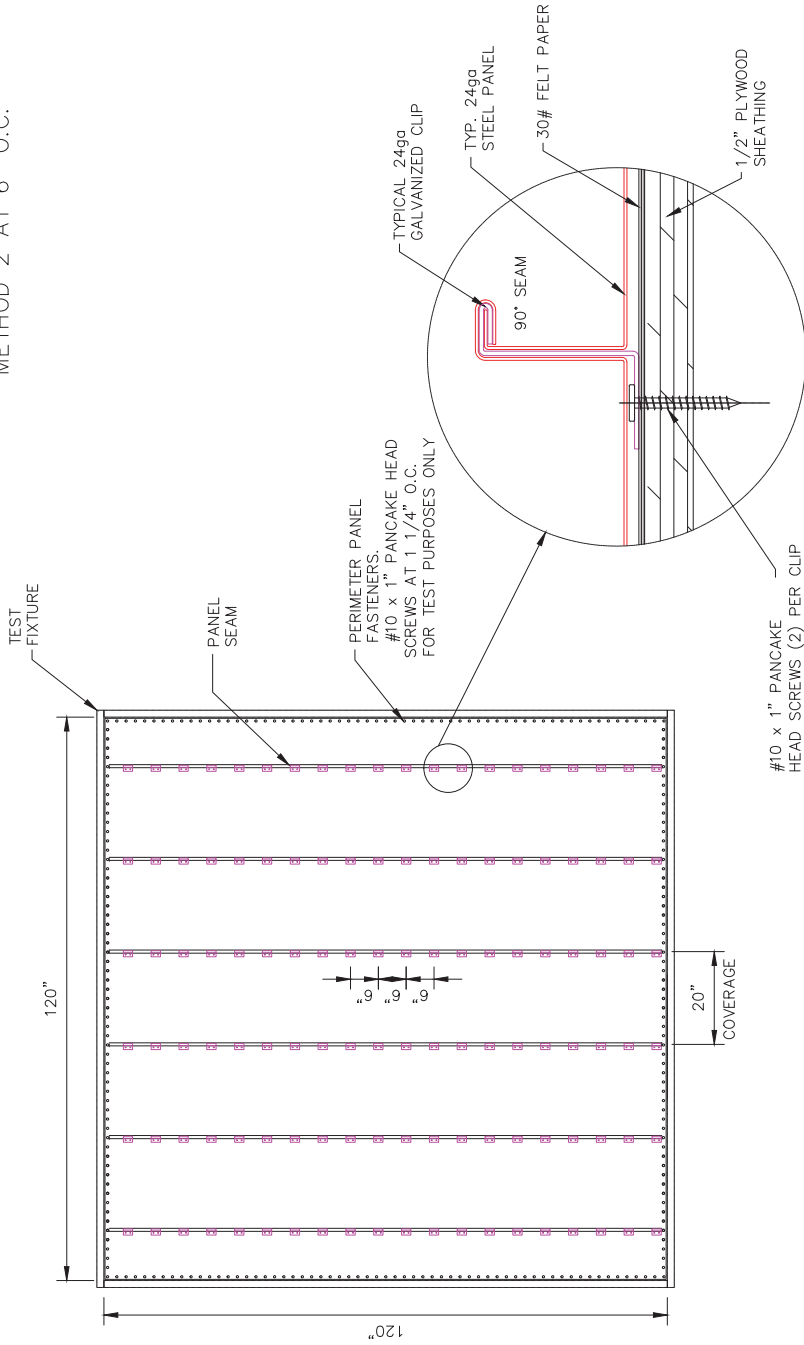 METHOD 2 AT 6" O.C.
TEST
FIXTURE
120"
120"
PANEL
SEAM
PERIMETER PANEL
FASTENERS.
#10 x 1" PANCAKE HEAD
SCREWS AT 1 1/4" O.C.
FOR TEST PURPOSES ONLY
6"
6"
6"
20"
COVERAGE
TYPICAL 24ga
GALVANIZED CLIP
90° SEAM
TYP. 24ga
STEEL PANEL
30# FELT PAPER
1/2" PLYWOOD
SHEATHING
#10 x 1" PANCAKE
HEAD SCREWS (2) PER CLIP